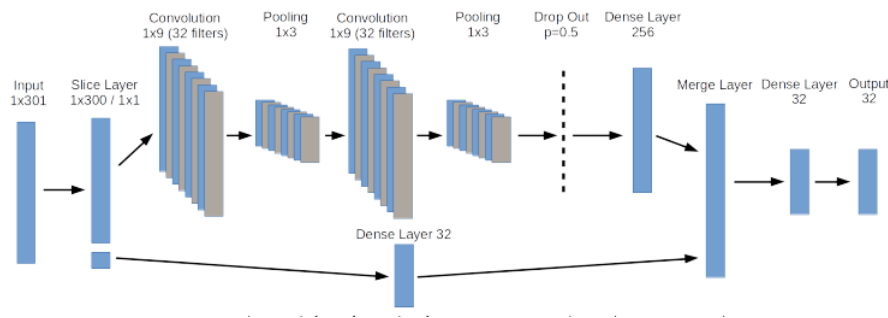 Input
1x301
Slice Layer
1x300 / 1x1
Convolution
1x9 (32 filters)
Pooling
1x3
Convolution
1x9 (32 filters)
Pooling
1x3
Drop Out
p=0.5
Dense Layer
256
Merge Layer
Dense Layer
32
Output
32
Dense Layer 32